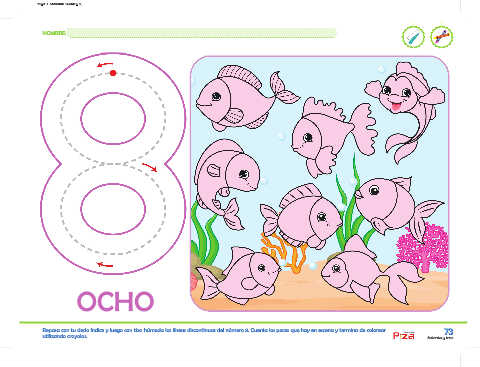 NOMBRE:
OCHO
Repasa con tu dedo índice y luego con tiza húmeda las líneas discontinuas del número 8. Cuenta los peces que hay en escena y termina de colorear
utilizando crayolas.
73